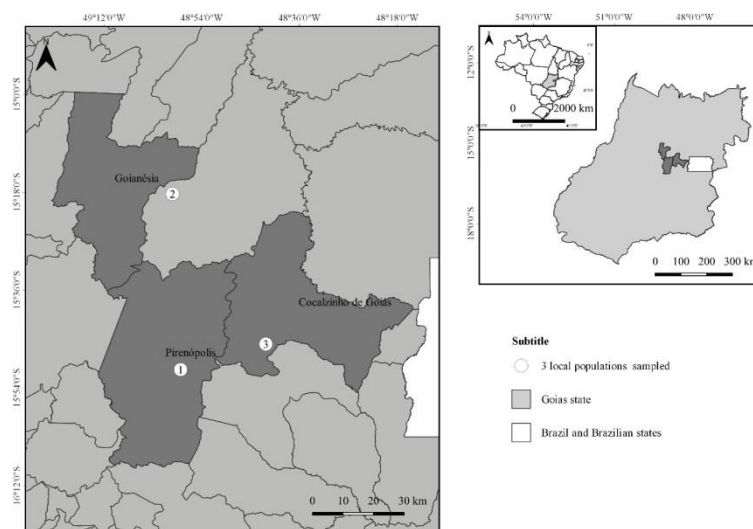 49°12'0"W 48°54'0"W 48°36'0"W 48°18'0"W
N
15°0'0"S
15°18'0"S
15°36'0"S
15°54'0"S
16°12'0"S
Goianésia
2
Cocalzinho de Goiás
Pirenópolis
3
1
0 10 20 30 km
54°0'0"W 51°0'0"W 48°0'0"W
12°0'0"S
15°0'0"S
18°0'0"S
0 2000 km
0 100 200 300 km
Subtitle
3 local populations sampled
Goias state
Brazil and Brazilian states